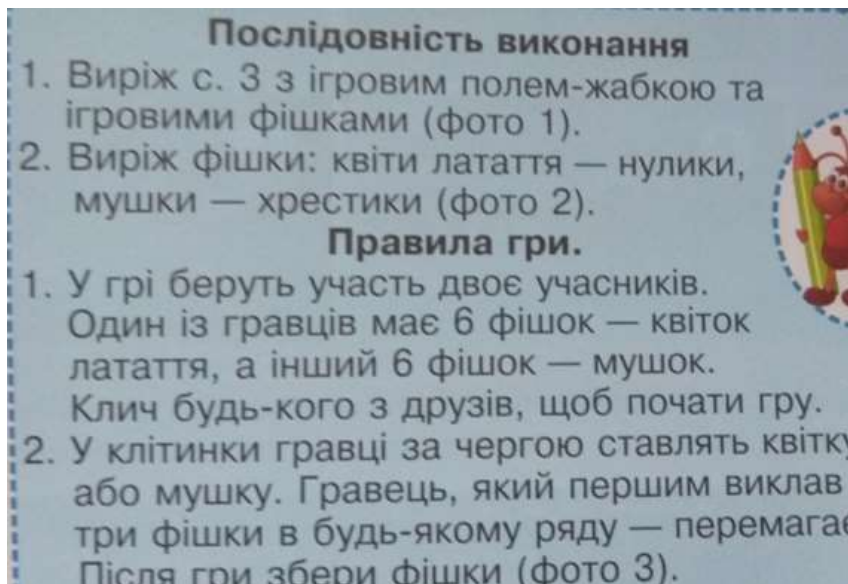 Послідовність виконання
1. Виріж с. 3 з ігровим полем-жабкою та
ігровими фішками (фото 1).
2. Виріж фішки: квіти латаття — нулики,
мушки — хрестики (фото 2).
Правила гри.
1. У грі беруть участь двоє учасників.
Один із гравців має 6 фішок — квіток
латаття, а інший 6 фішок — мушок.
Клич будь-кого з друзів, щоб почати гру.
2. У клітинки гравці за чергою ставлять квітку
або мушку. Гравець, який першим виклав
три фішки в будь-якому ряду — перемагає
Після гри збери фішки (фото 3).